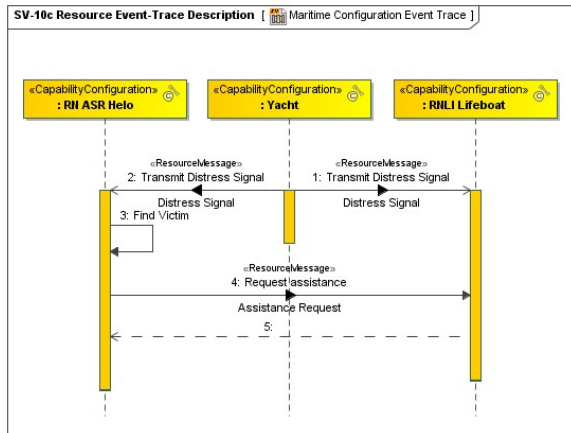 SV-10c Resource Event-Trace Description [ Maritime Configuration Event Trace ]
«CapabilityConfiguration»
: RN ASR Helo
«CapabilityConfiguration»
: Yacht
«CapabilityConfiguration»
: RNLI Lifeboat
«ResourceMessage»
2: Transmit Distress Signal
Distress Signal
«ResourceMessage»
1: Transmit Distress Signal
Distress Signal
3: Find Victim
«ResourceMessage»
4: Request assistance
Assistance Request
5: